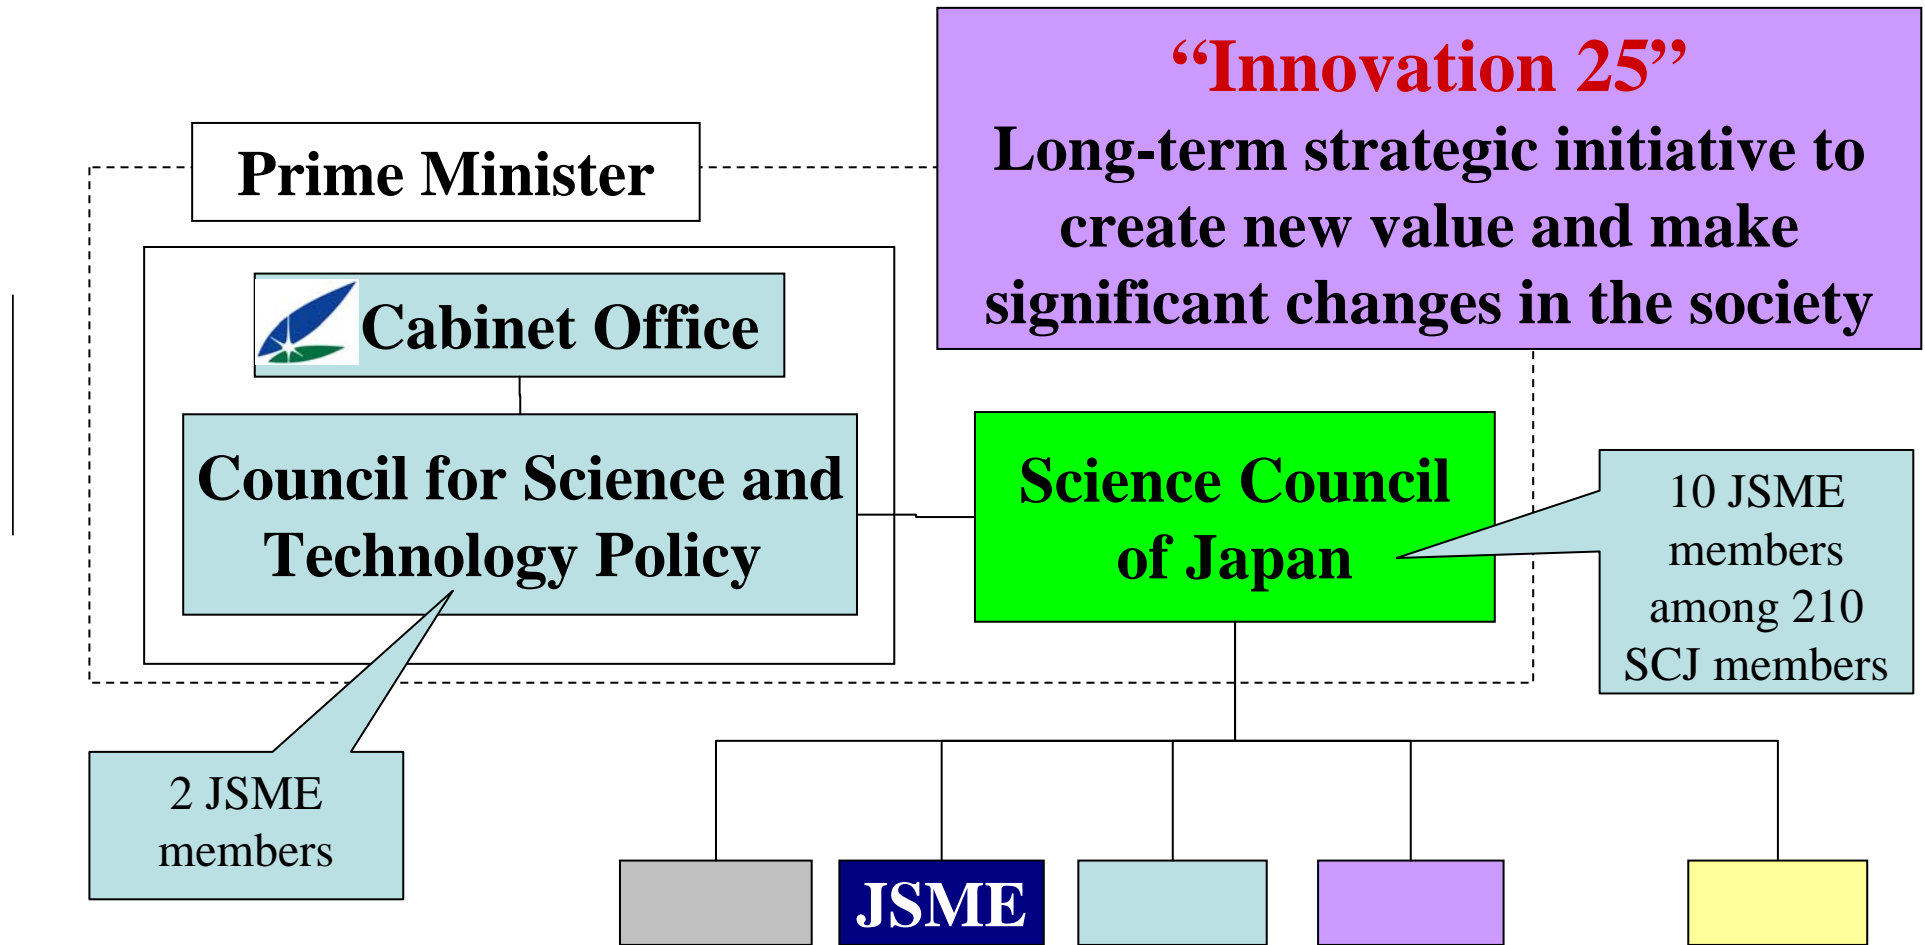 “Innovation 25”
Long-term strategic initiative to
create new value and make
significant changes in the society
Prime Minister
Cabinet Office
Council for Science and
Technology Policy
Science Council
of Japan
10 JSME
members
among 210
SCJ members
2 JSME
members
JSME